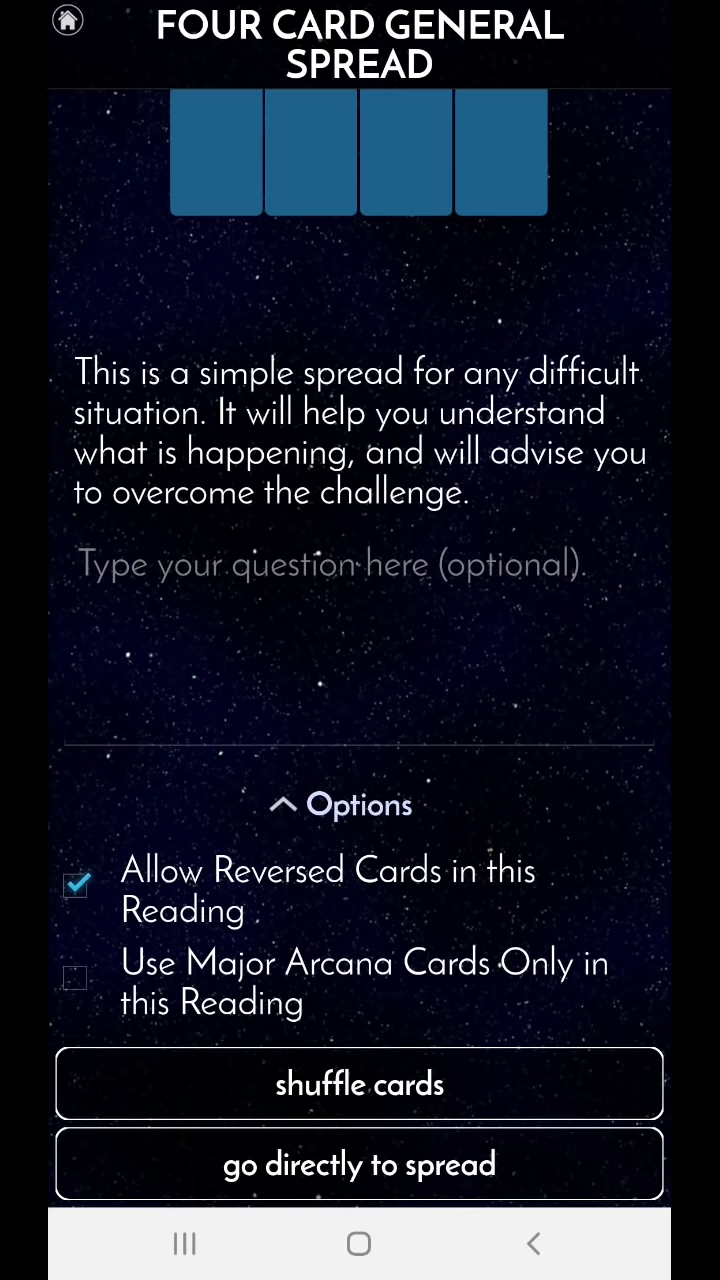 FOUR CARD GENERAL
SPREAD
This is a simple spread for any difficult
situation. It will help you understand
what is happening, and will advise you
to overcome the challenge.
Type your question here (optional).
Options
Allow Reversed Cards in this
Reading
Use Major Arcana Cards Only in
this Reading
shuffle cards
go directly to spread